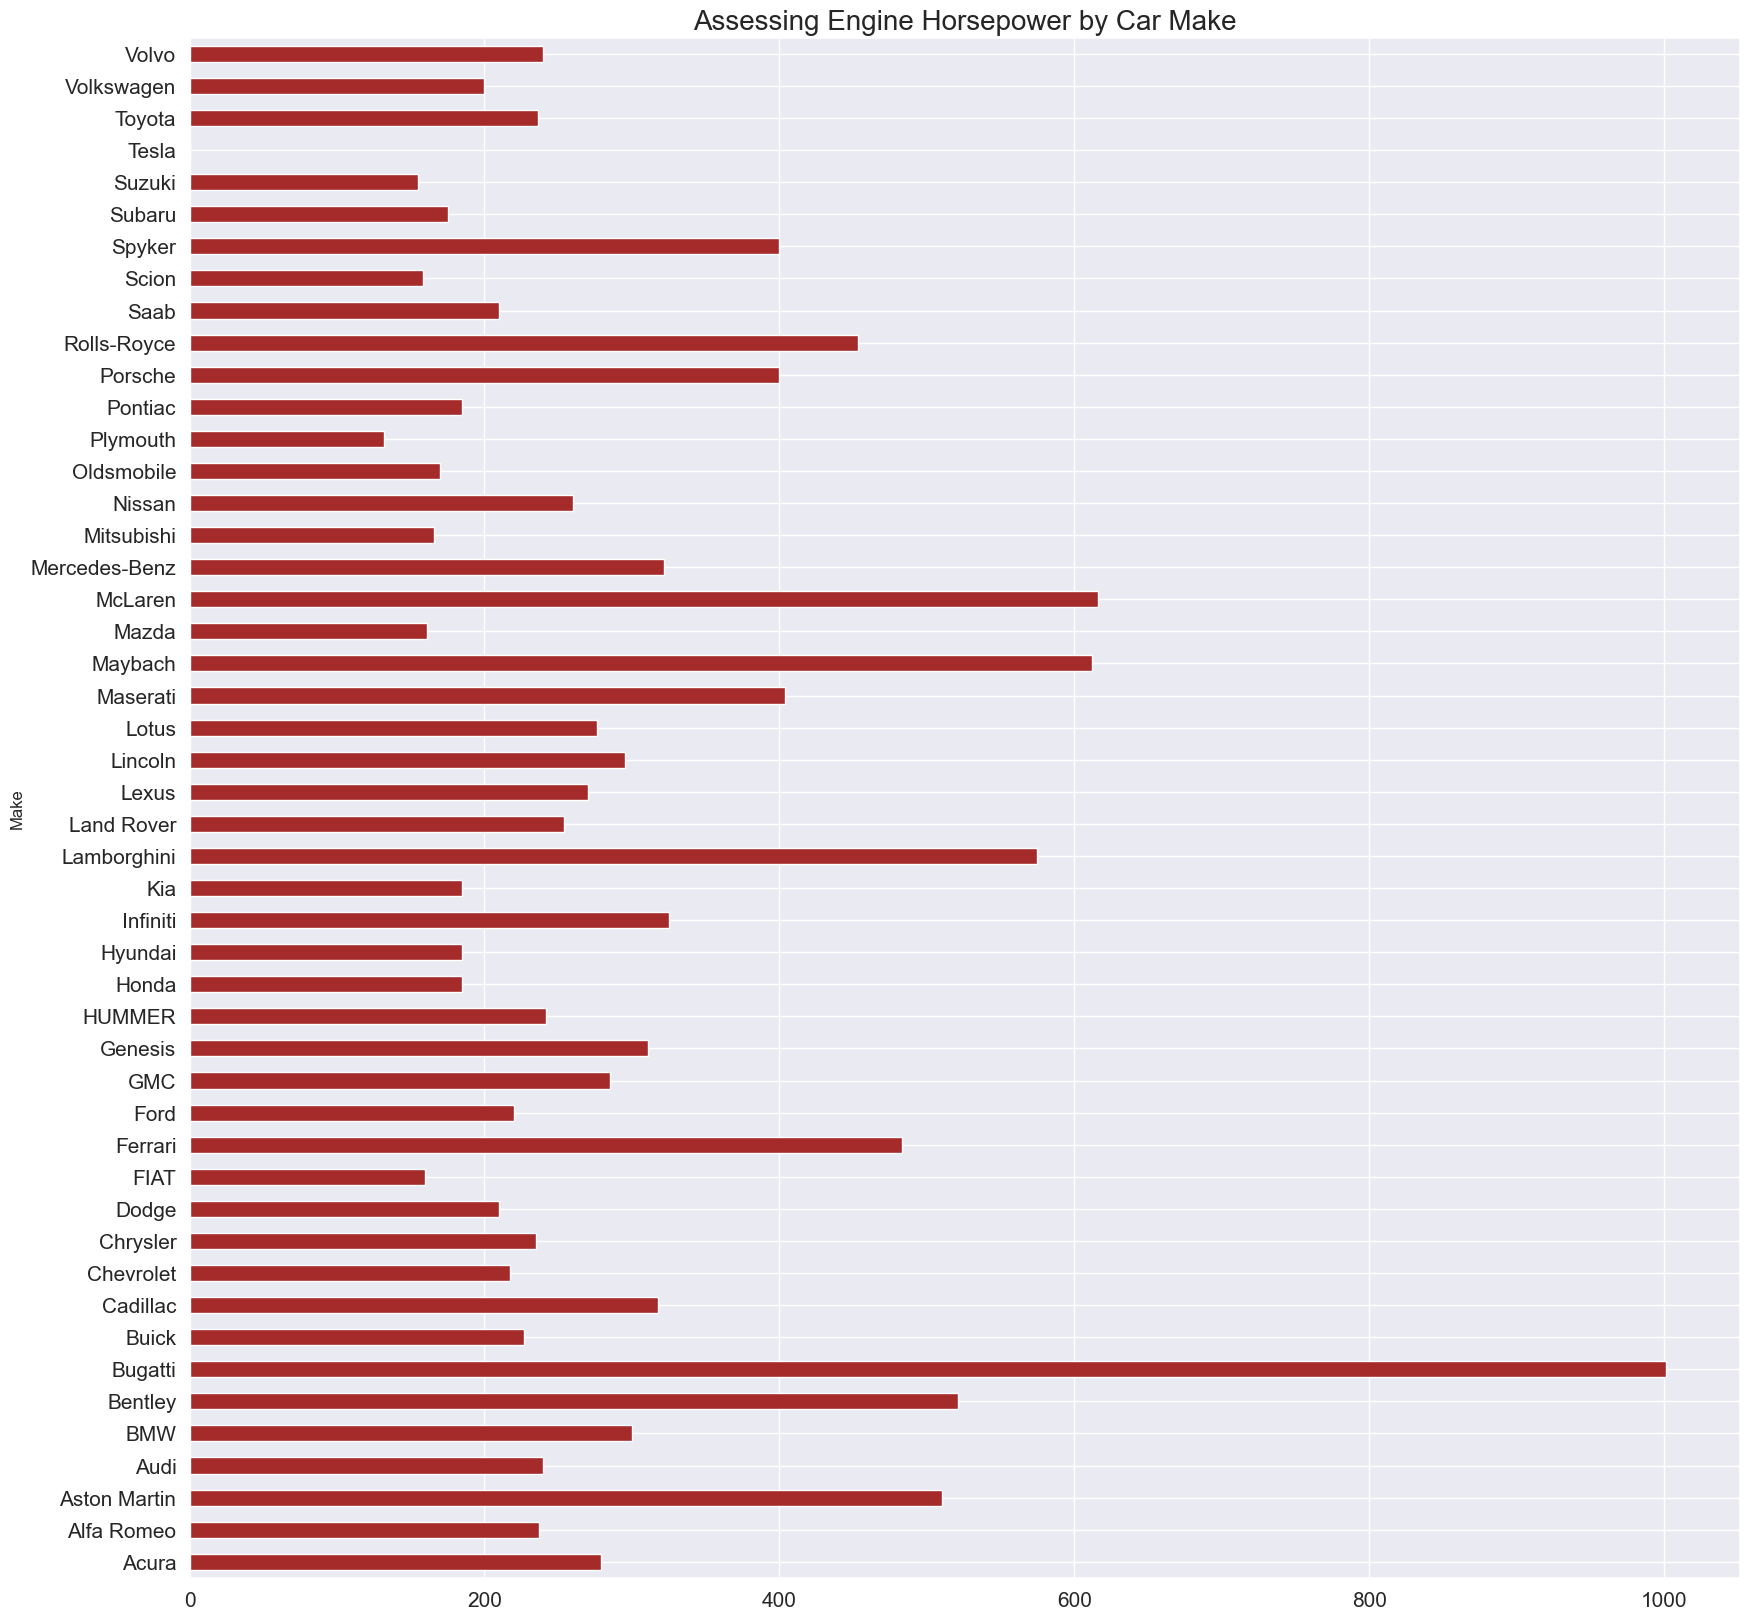 Assessing Engine Horsepower by Car Make
Volvo
Volkswagen
Toyota
Tesla
Suzuki
Subaru
Spyker
Scion
Saab
Rolls-Royce
Porsche
Pontiac
Plymouth
Oldsmobile
Nissan
Mitsubishi
Mercedes-Benz
McLaren
Mazda
Maybach
Maserati
Lotus
Lincoln
Lexus
Land Rover
Lamborghini
Kia
Infiniti
Hyundai
Honda
HUMMER
Genesis
GMC
Ford
Ferrari
FIAT
Dodge
Chrysler
Chevrolet
Cadillac
Buick
Bugatti
Bentley
BMW
Audi
Aston Martin
Alfa Romeo
Acura
Make
0 200 400 600 800 1000